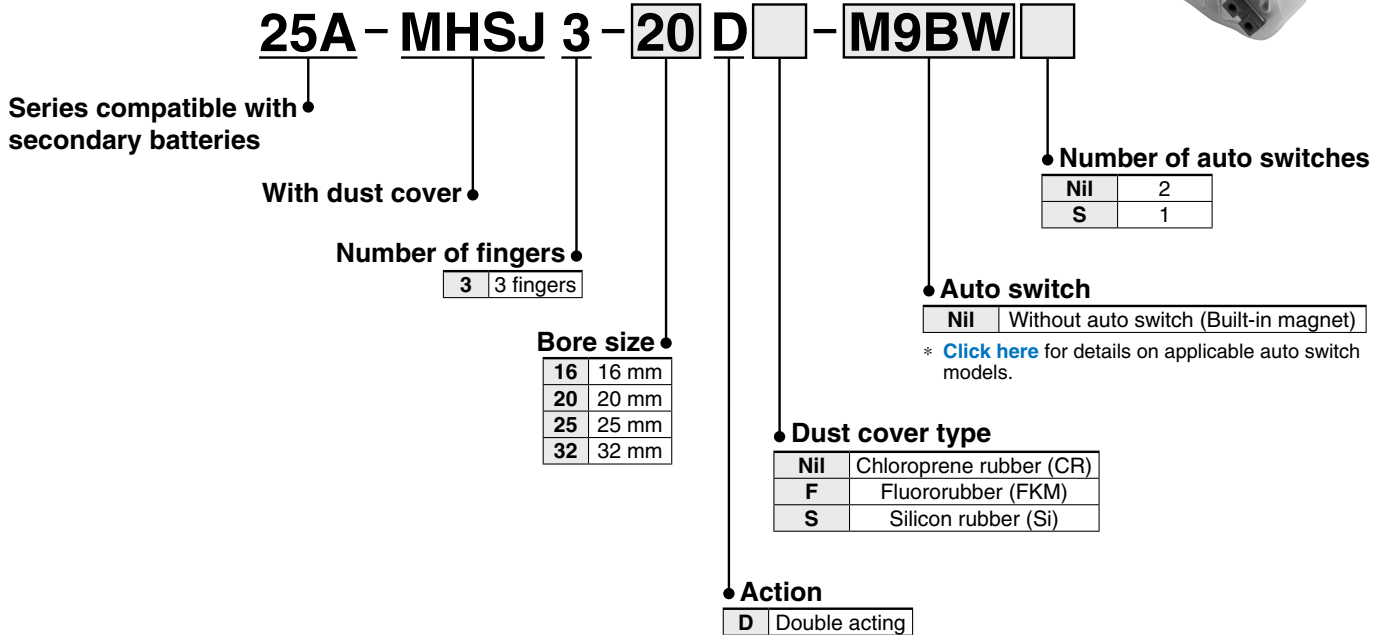 25A – MHSJ 3 – 20 D – M9BW
Series compatible with
secondary batteries
With dust cover
Number of fingers
3 3 fingers
Bore size
16 16 mm
20 20 mm
25 25 mm
32 32 mm
Number of auto switches
Nil 2
S 1
Auto switch
Nil Without auto switch (Built-in magnet)
* Click here for details on applicable auto switch
models.
Dust cover type
Nil Chloroprene rubber (CR)
F Fluororubber (FKM)
S Silicon rubber (Si)
Action
D Double acting